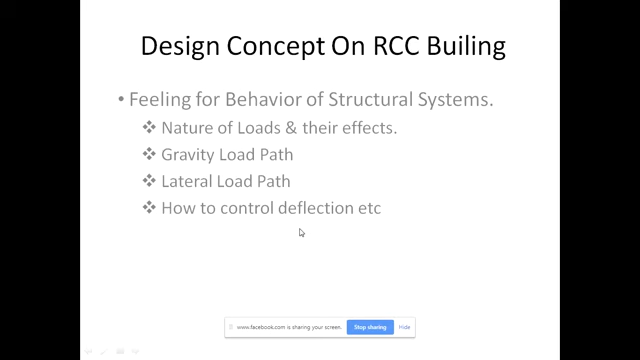 Design Concept On RCC Builing
• Feeling for Behavior of Structural Systems.
❖ Nature of Loads & their effects.
❖ Gravity Load Path
❖ Lateral Load Path
❖ How to control deflection etc
www.facebook.com is sharing your screen. Stop sharing Hide